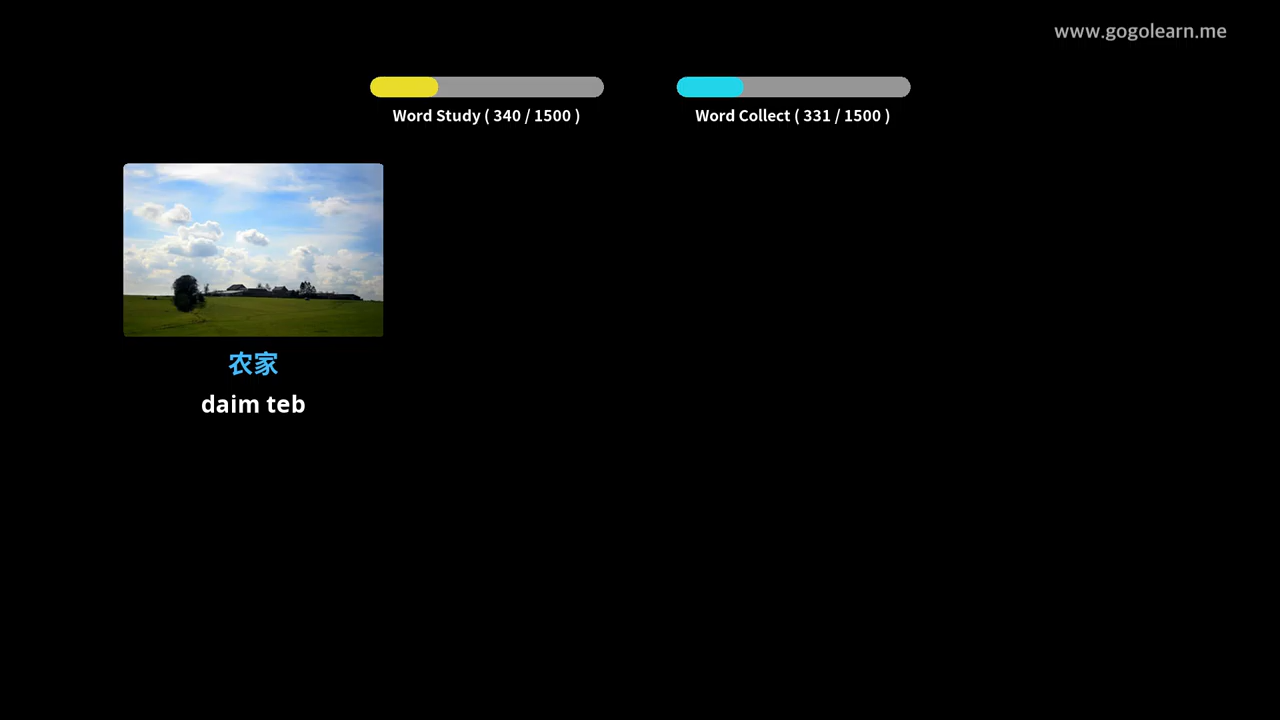 www.gogolearn.me
Word Study ( 340 / 1500 )
Word Collect ( 331 / 1500 )
农家
daim teb